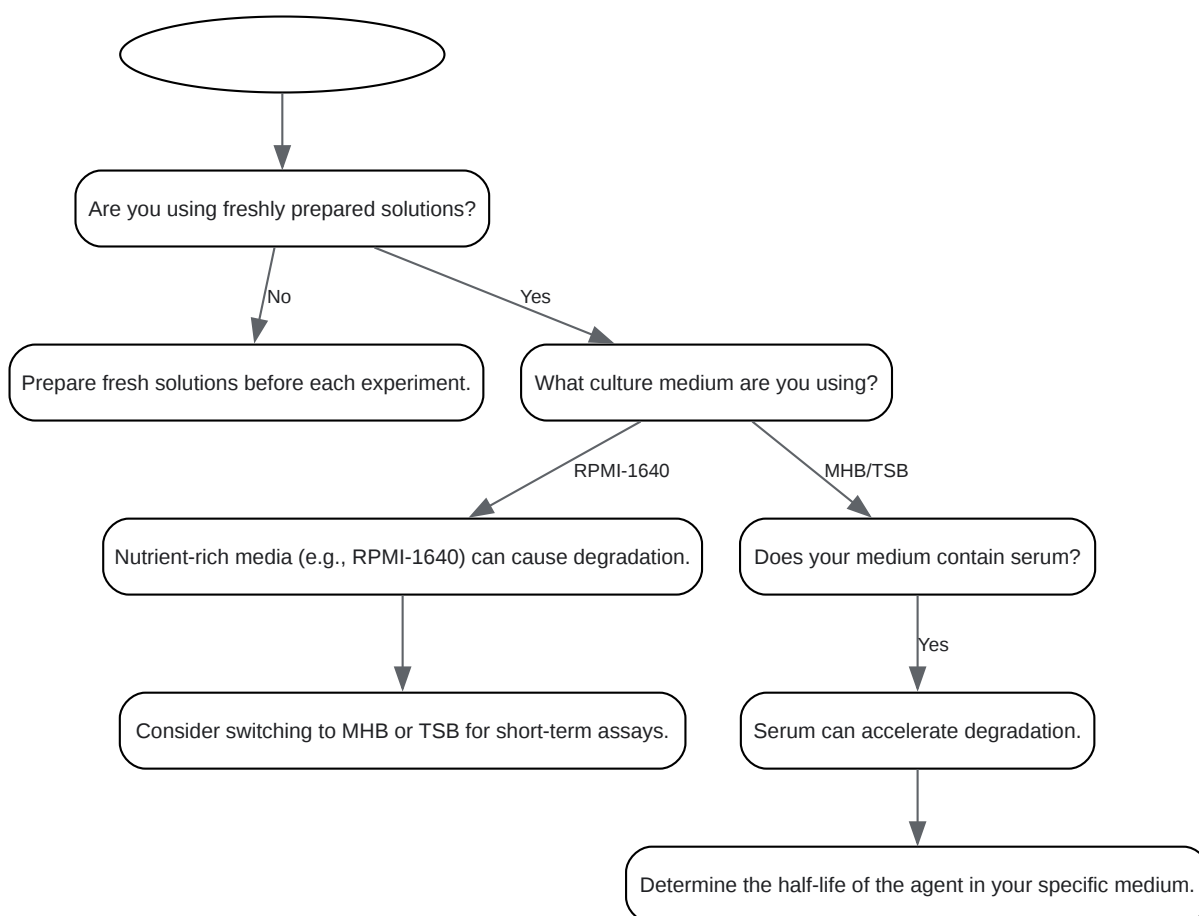 Are you using freshly prepared solutions?
No
Yes
Prepare fresh solutions before each experiment.
What culture medium are you using?
RPMI-1640
MHB/TSB
Nutrient-rich media (e.g., RPMI-1640) can cause degradation.
Does your medium contain serum?
Yes
Consider switching to MHB or TSB for short-term assays.
Serum can accelerate degradation.
Determine the half-life of the agent in your specific medium.